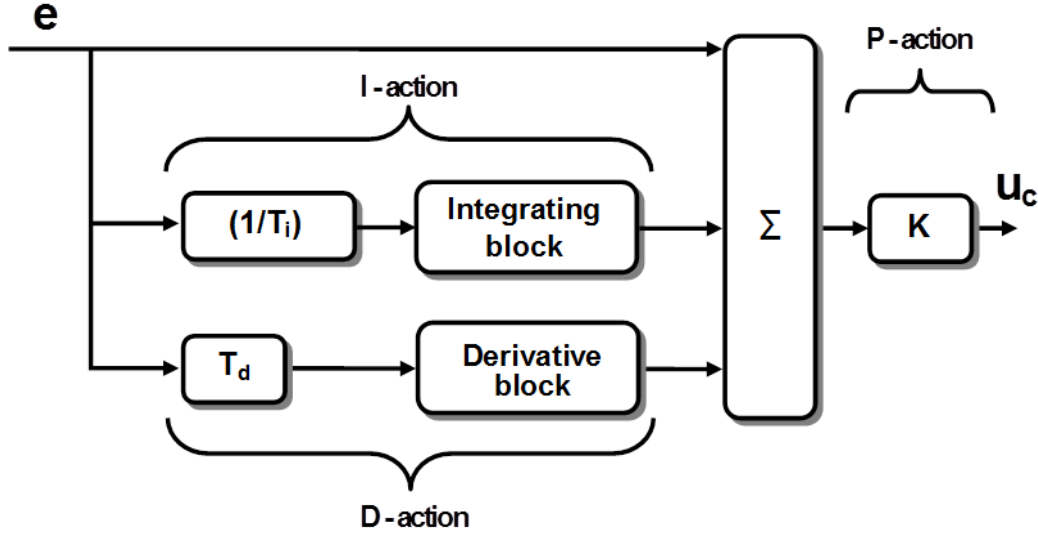 e
P-action
I-action
u_c
(1/T_i)
Integrating
block
Σ
K
T_d
Derivative
block
D-action